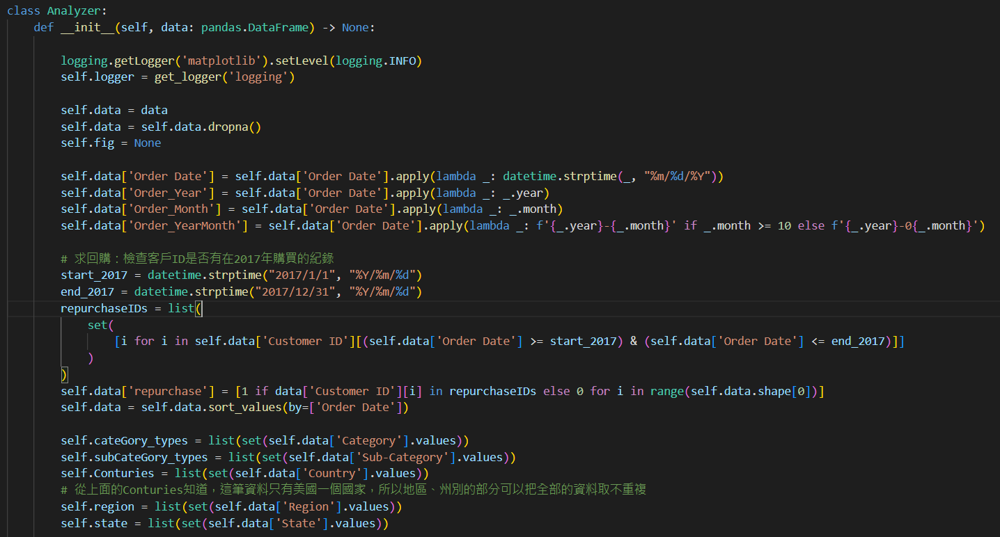 class Analyzer:
def __init__(self, data: pandas.DataFrame) -> None:
logging.getLogger('matplotlib').setLevel(logging.INFO)
self.logger = get_logger('logging')
self.data = data
self.data = self.data.dropna()
self.fig = None
self.data['Order Date'] = self.data['Order Date'].apply(lambda _: datetime.strptime(_, "%m/%d/%Y"))
self.data['Order_Year'] = self.data['Order Date'].apply(lambda _: _.year)
self.data['Order_Month'] = self.data['Order Date'].apply(lambda _: _.month)
self.data['Order_YearMonth'] = self.data['Order Date'].apply(lambda _: f'{_.year}-{_.month}' if _.month >= 10 else f'{_.year}-0{_.month}')
# 求回購：檢查客戶ID是否有在2017年購買的紀錄
start_2017 = datetime.strptime("2017/1/1", "%Y/%m/%d")
end_2017 = datetime.strptime("2017/12/31", "%Y/%m/%d")
repurchaseIDs = list(
set(
[i for i in self.data['Customer ID'][(self.data['Order Date'] >= start_2017) & (self.data['Order Date'] <= end_2017)]]
)
)
self.data['repurchase'] = [1 if data['Customer ID'][i] in repurchaseIDs else 0 for i in range(self.data.shape[0])]
self.data = self.data.sort_values(by=['Order Date'])
self.cateGory_types = list(set(self.data['Category'].values))
self.subCateGory_types = list(set(self.data['Sub-Category'].values))
self.Conturies = list(set(self.data['Country'].values))
# 從上面的Conturies知道，這筆資料只有美國一個國家，所以地區、州別的部分可以把全部的資料取不重複
self.region = list(set(self.data['Region'].values))
self.state = list(set(self.data['State'].values))